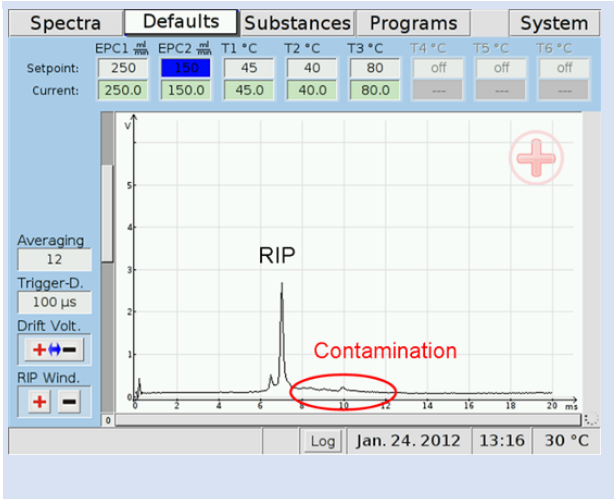 Spectra Defaults Substances Programs System
EPC1 ml/min EPC2 ml/min T1 °C T2 °C T3 °C T4 °C T5 °C T6 °C
Setpoint: 250 150 45 40 80 off off off
Current: 250.0 150.0 45.0 40.0 80.0 --- --- ---
V
5
4
Averaging
12
RIP
3
Trigger-D.
100 µs
2
Drift Volt.
+ −
Contamination
1
RIP Wind.
+ −
0 2 4 6 8 10 12 14 16 18 20 ms
0
Log Jan. 24. 2012 13:16 30 °C